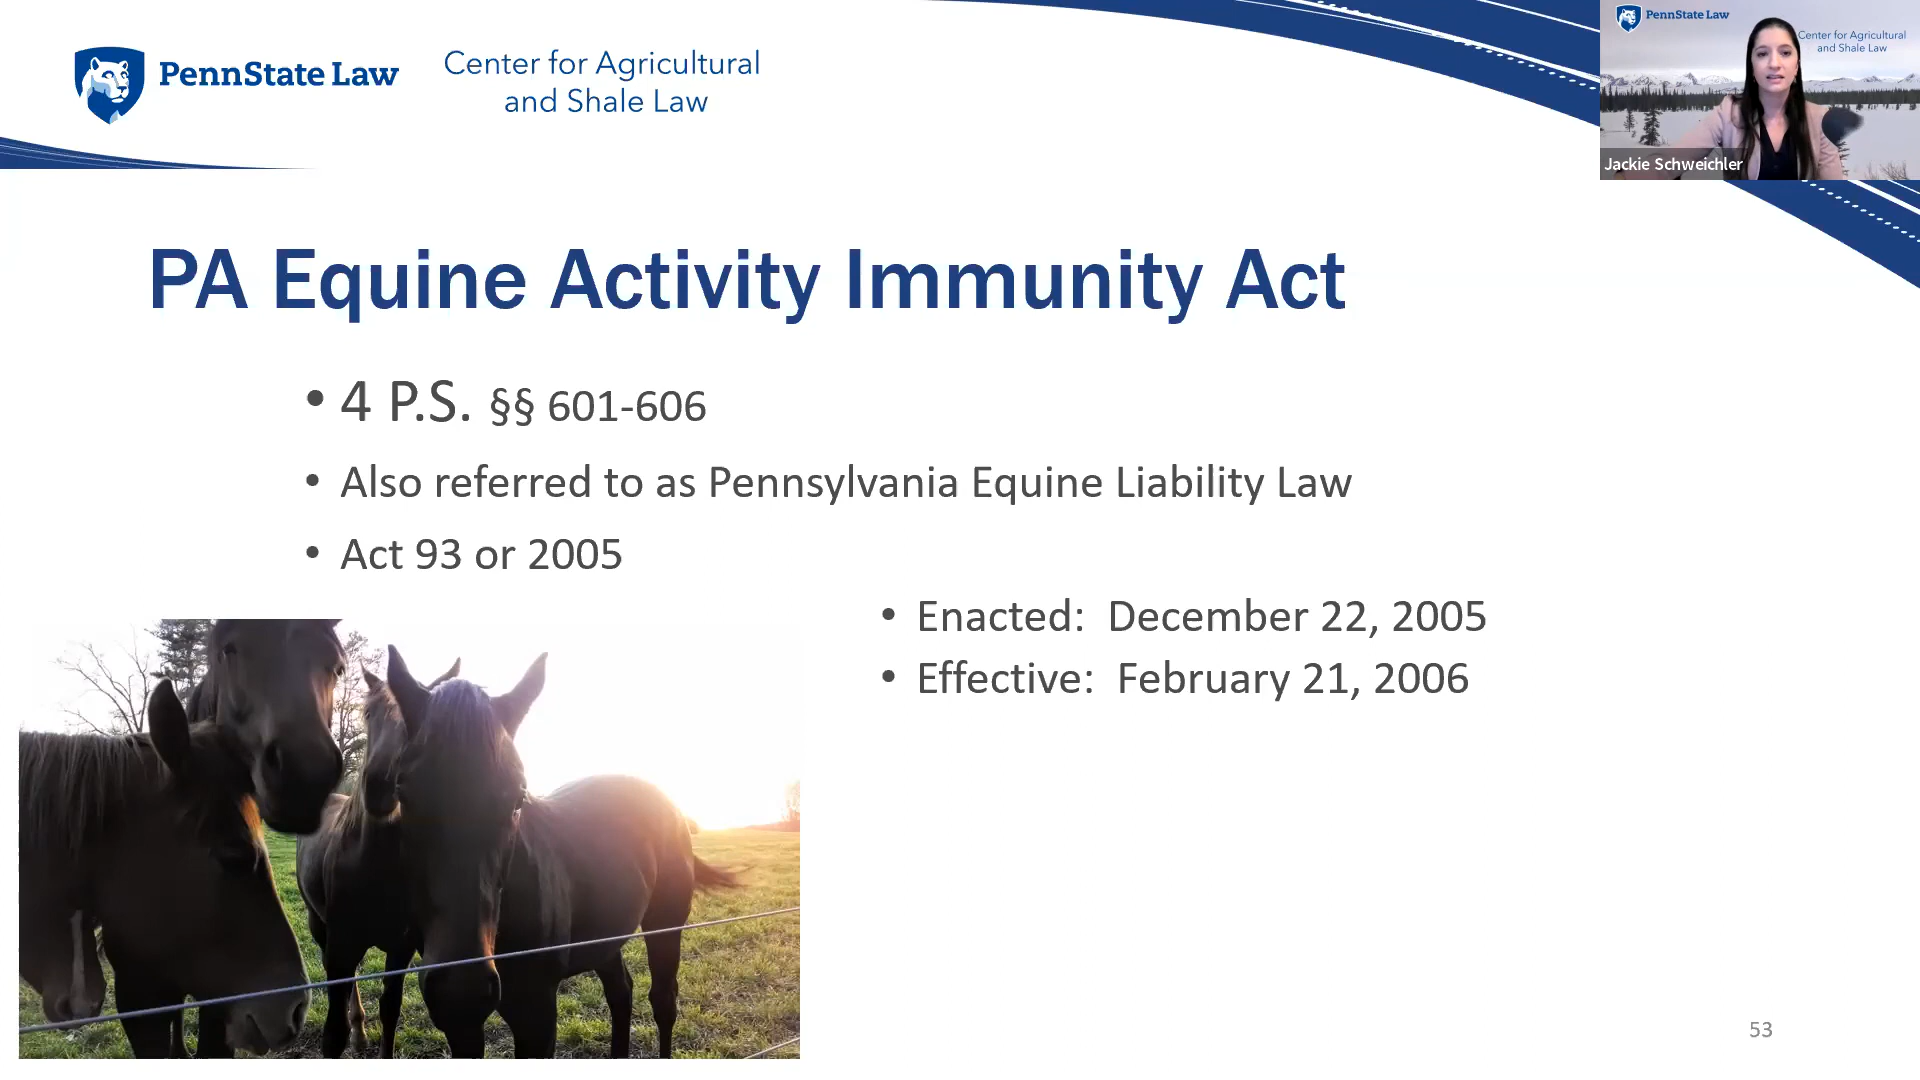 PennState Law
Center for Agricultural
and Shale Law
PennState Law
Center for Agricultural
and Shale Law
Jackie Schweichler
PA Equine Activity Immunity Act
• 4 P.S. §§ 601-606
• Also referred to as Pennsylvania Equine Liability Law
• Act 93 or 2005
• Enacted: December 22, 2005
• Effective: February 21, 2006
53